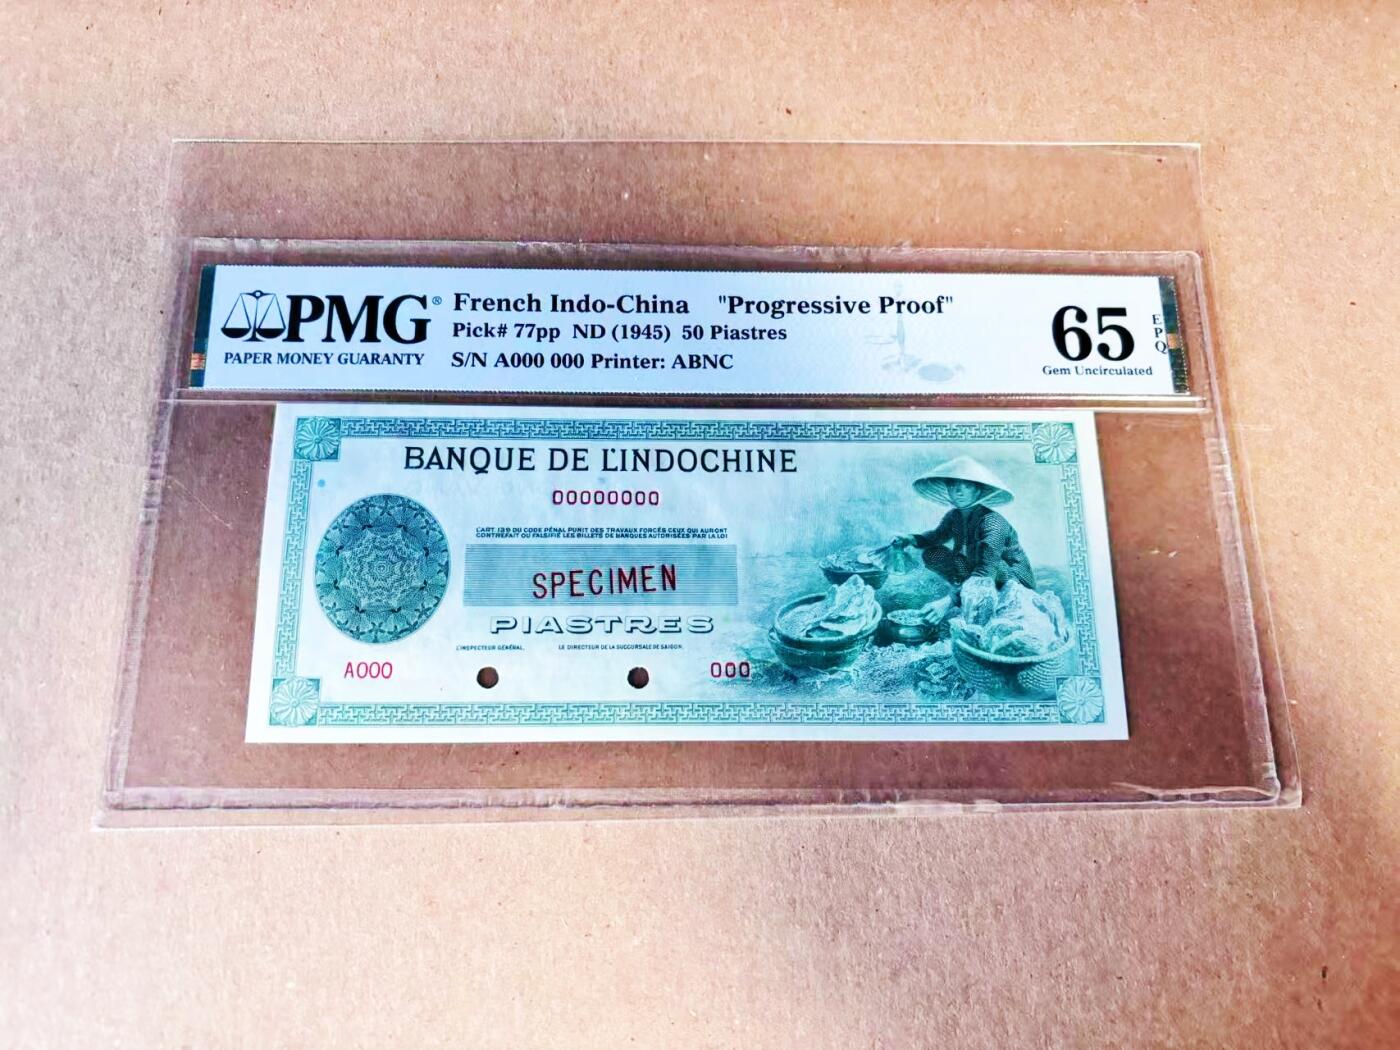 PMG®
PAPER MONEY GUARANTY
French Indo-China "Progressive Proof"
Pick# 77pp ND (1945) 50 Piastres
S/N A000 000 Printer: ABNC
65
EPQ
Gem Uncirculated
BANQUE DE L'INDOCHINE
00000000
L'ART. 139 DU CODE PÉNAL PUNIT DES TRAVAUX FORCÉS CEUX QUI AURONT
CONTREFAIT OU FALSIFIÉ LES BILLETS DE BANQUES AUTORISÉES PAR LA LOI
SPECIMEN
PIASTRES
L'INSPECTEUR GÉNÉRAL. LE DIRECTEUR DE LA SUCCURSALE DE SAIGON.
A000 000